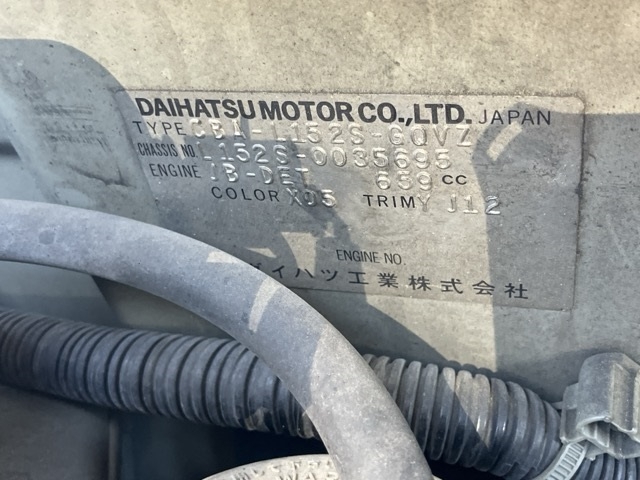 DAIHATSU MOTOR CO.,LTD. JAPAN
TYPE CBA-L152S-GQVZ
CHASSIS NO. L152S-0035695
ENGINE JB-DET 659 CC
COLOR X05 TRIM Y J12
ENGINE NO.
ダイハツ工業株式会社